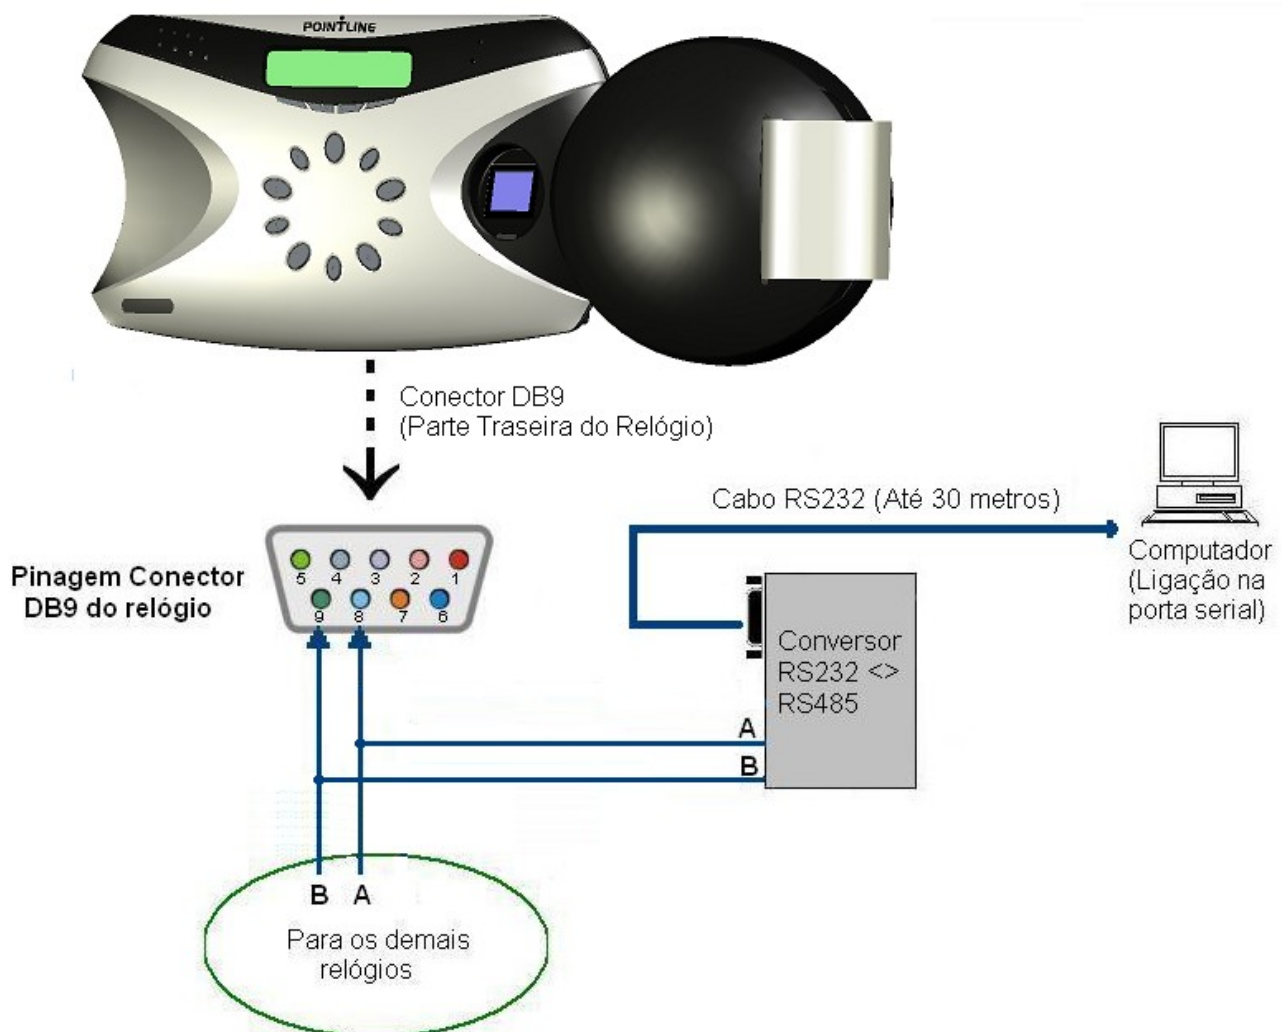 POINTLINE
Conector DB9
(Parte Traseira do Relógio)
Cabo RS232 (Até 30 metros)
Computador
(Ligação na
porta serial)
Pinagem Conector
DB9 do relógio
5 4 3 2 1
9 8 7 6
Conversor
RS232 <>
RS485
A
B
B A
Para os demais
relógios